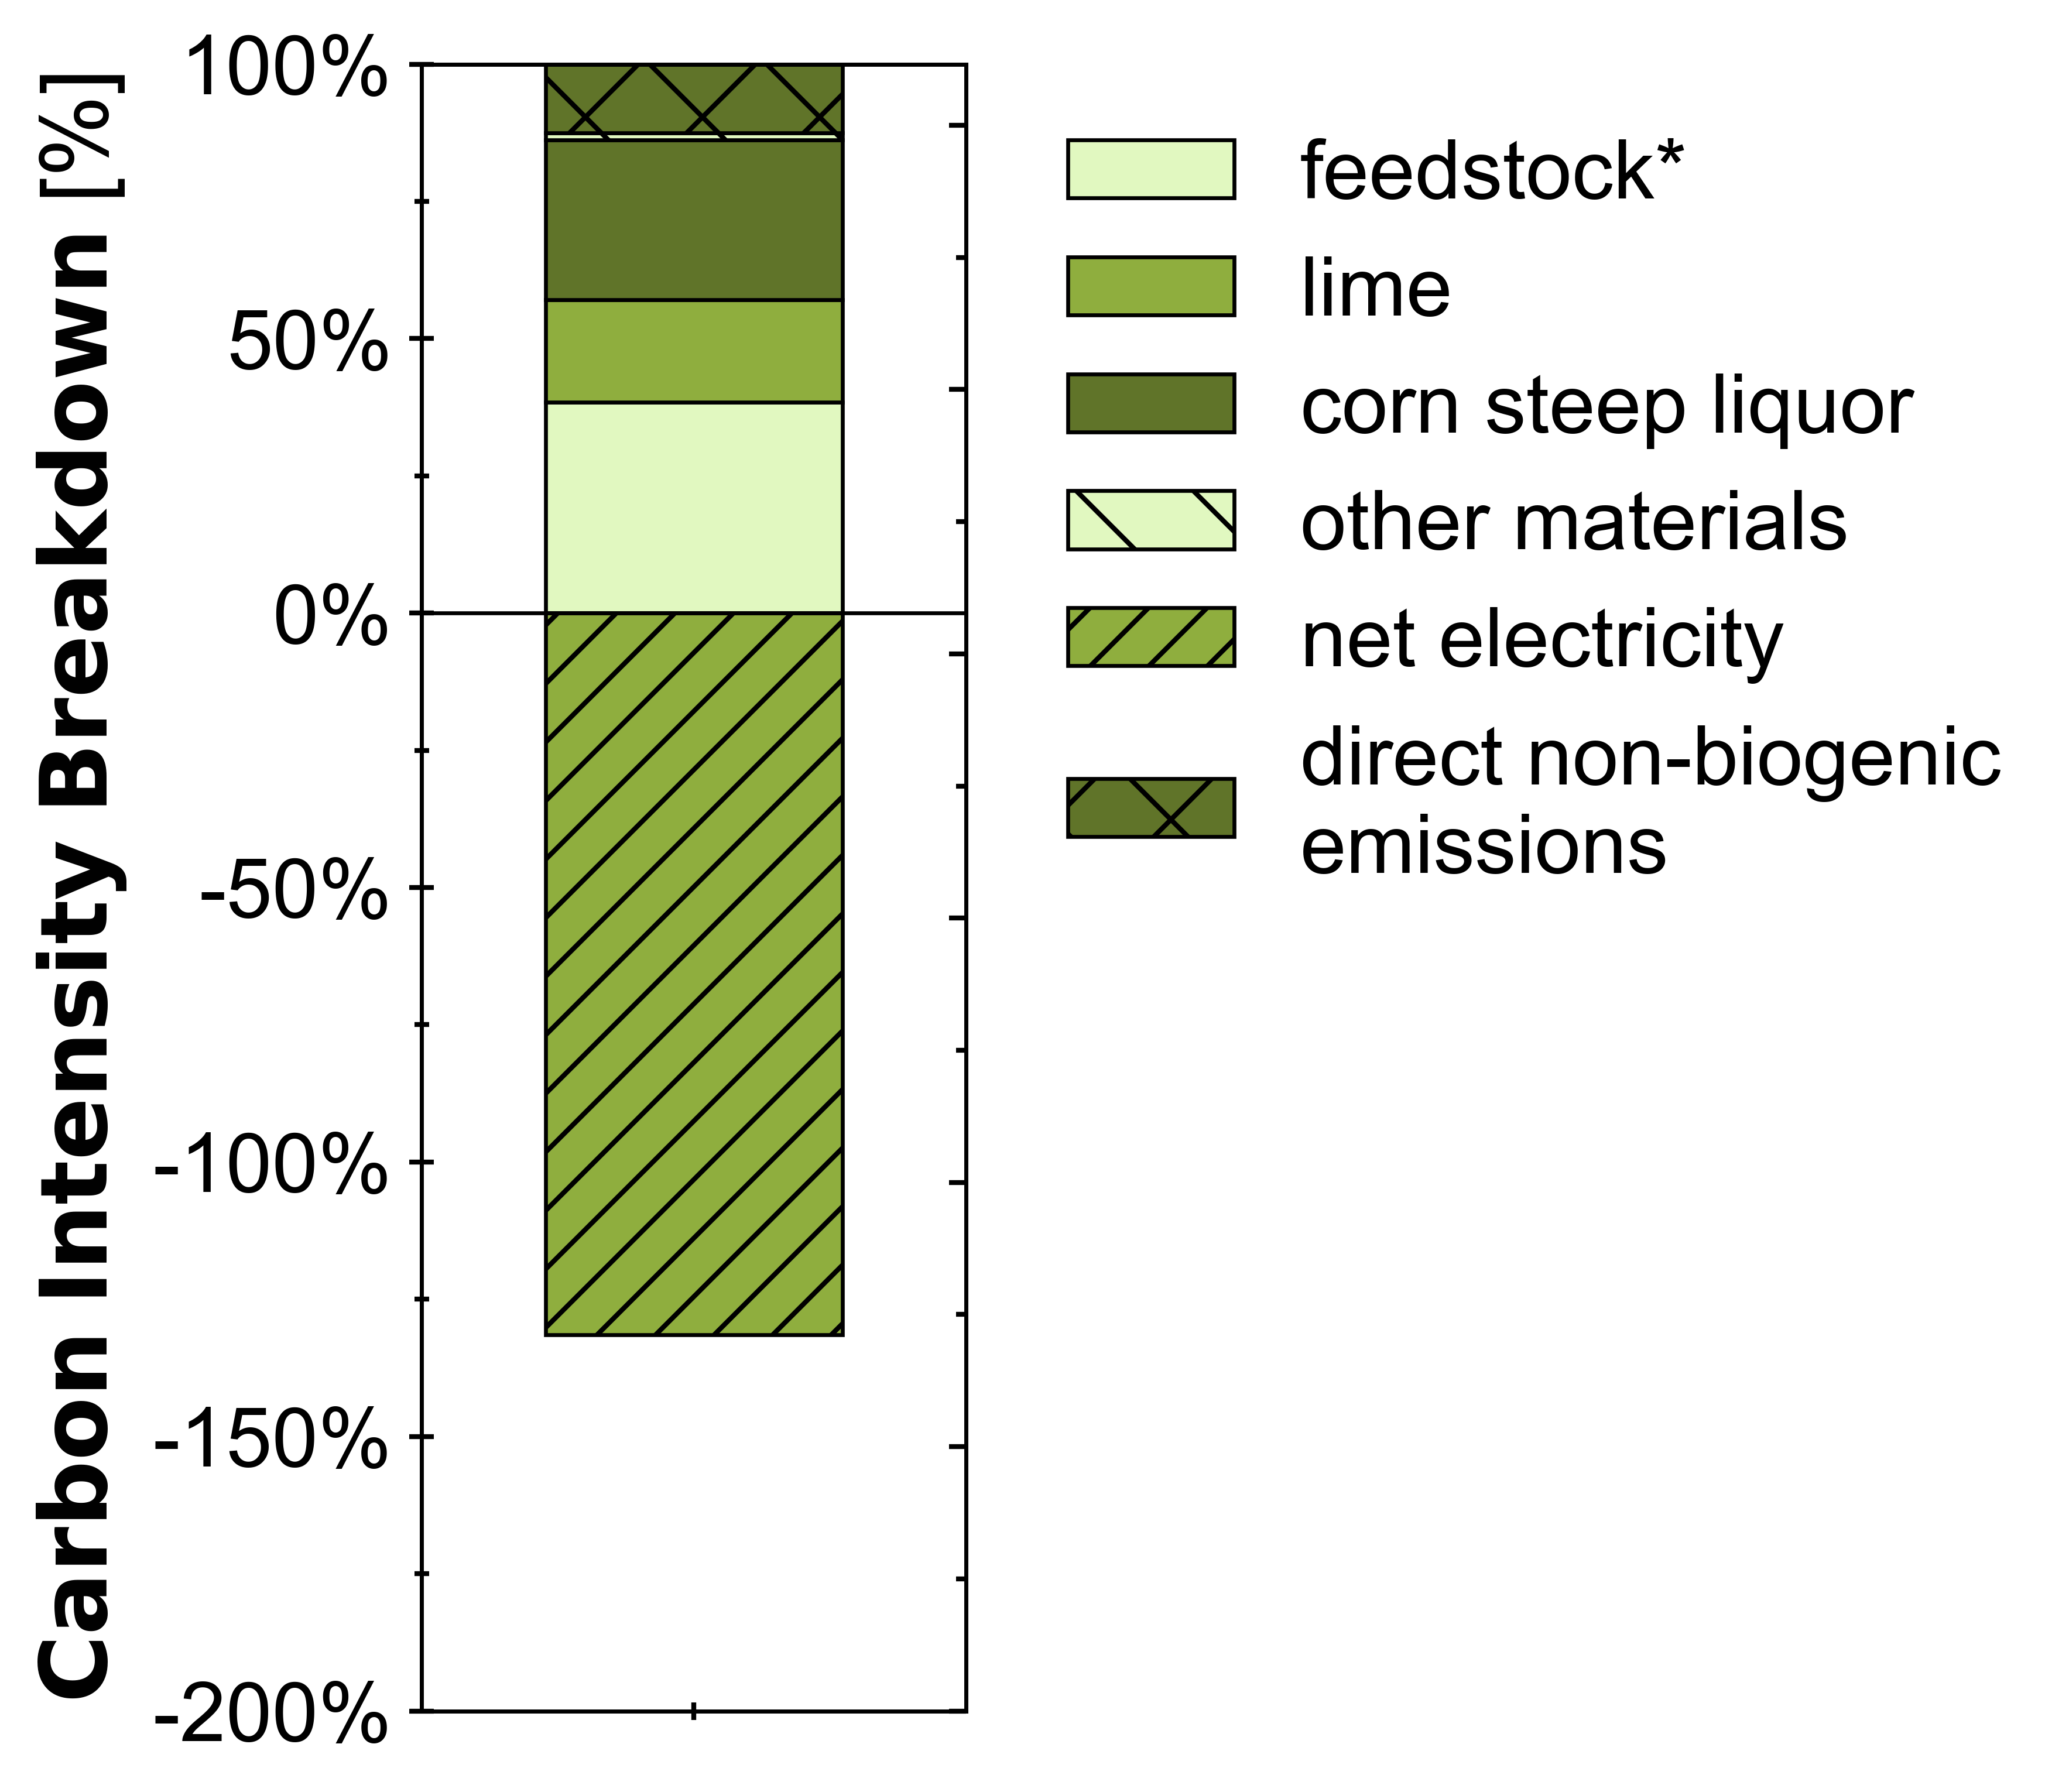 Carbon Intensity Breakdown [%]
100%
50%
0%
-50%
-100%
-150%
-200%
feedstock*
lime
corn steep liquor
other materials
net electricity
direct non-biogenic
emissions